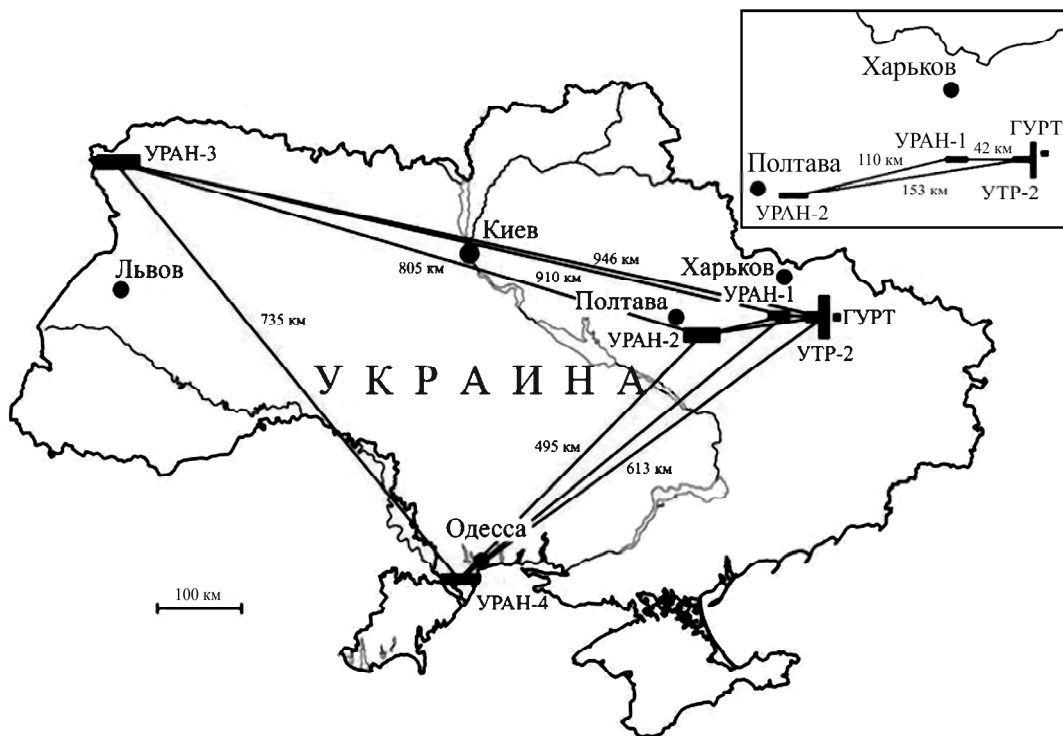 Харьков
ГУРТ
УРАН-1
42 км
Полтава
110 км
153 км
УТР-2
УРАН-2
УРАН-3
Киев
946 км
805 км
910 км
Харьков
Львов
УРАН-1
Полтава
ГУРТ
735 км
УРАН-2
УТР-2
УКРАИНА
495 км
613 км
Одесса
100 км
УРАН-4